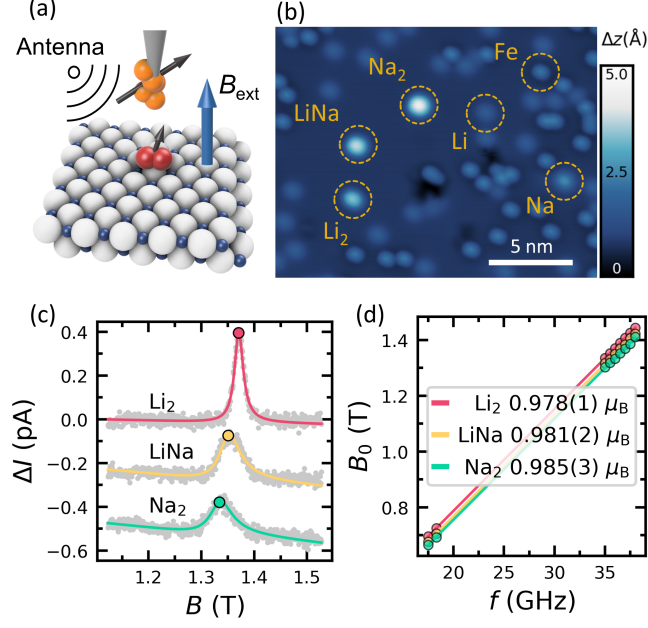 (a)
Antenna
B_ext
(b)
Δz(Å)
Fe
Na₂
5.0
LiNa
Li
2.5
Na
Li₂
5 nm
0
(c)
0.4
0.2
0.0
−0.2
−0.4
−0.6
ΔI (pA)
Li₂
LiNa
Na₂
1.2
1.3
1.4
1.5
B (T)
(d)
1.4
1.2
1.0
0.8
B₀ (T)
Li₂ 0.978(1) μ_B
LiNa 0.981(2) μ_B
Na₂ 0.985(3) μ_B
20
25
30
35
f (GHz)